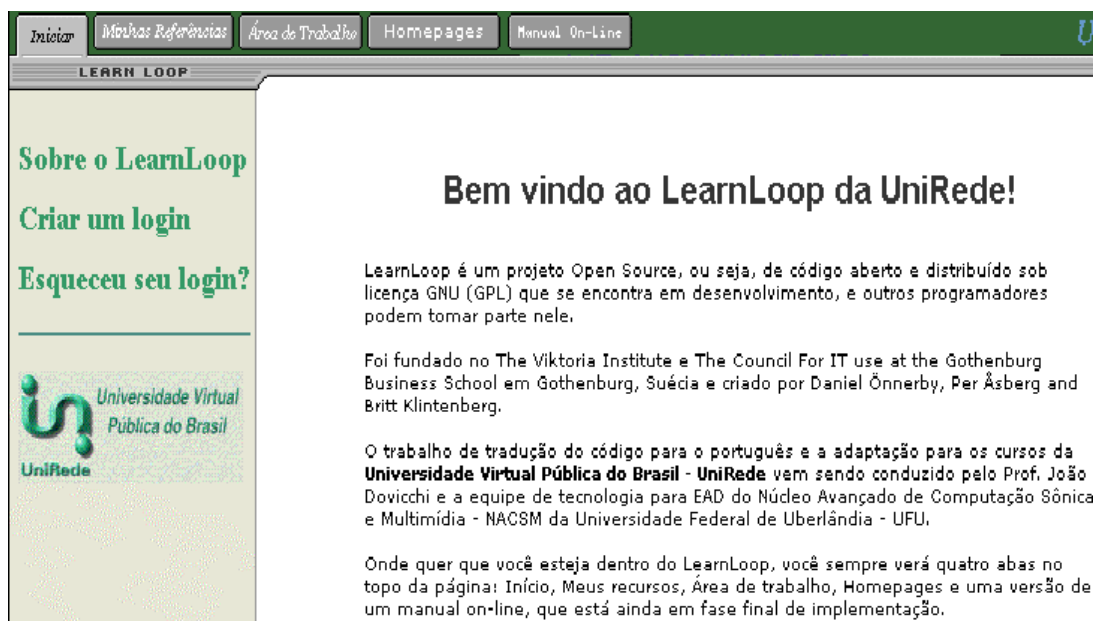 Iniciar
Minhas Referências
Área de Trabalho
Homepages
Manual On-Line
LEARN LOOP
Sobre o LearnLoop
Criar um login
Esqueceu seu login?
Universidade Virtual
Pública do Brasil
UniRede
Bem vindo ao LearnLoop da UniRede!
LearnLoop é um projeto Open Source, ou seja, de código aberto e distribuído sob
licença GNU (GPL) que se encontra em desenvolvimento, e outros programadores
podem tomar parte nele.
Foi fundado no The Viktoria Institute e The Council For IT use at the Gothenburg
Business School em Gothenburg, Suécia e criado por Daniel Önnerby, Per Åsberg and
Britt Klintenberg.
O trabalho de tradução do código para o português e a adaptação para os cursos da
Universidade Virtual Pública do Brasil - UniRede vem sendo conduzido pelo Prof. João
Dovicchi e a equipe de tecnologia para EAD do Núcleo Avançado de Computação Sônica
e Multimídia - NACSM da Universidade Federal de Uberlândia - UFU.
Onde quer que você esteja dentro do LearnLoop, você sempre verá quatro abas no
topo da página: Início, Meus recursos, Área de trabalho, Homepages e uma versão de
um manual on-line, que está ainda em fase final de implementação.